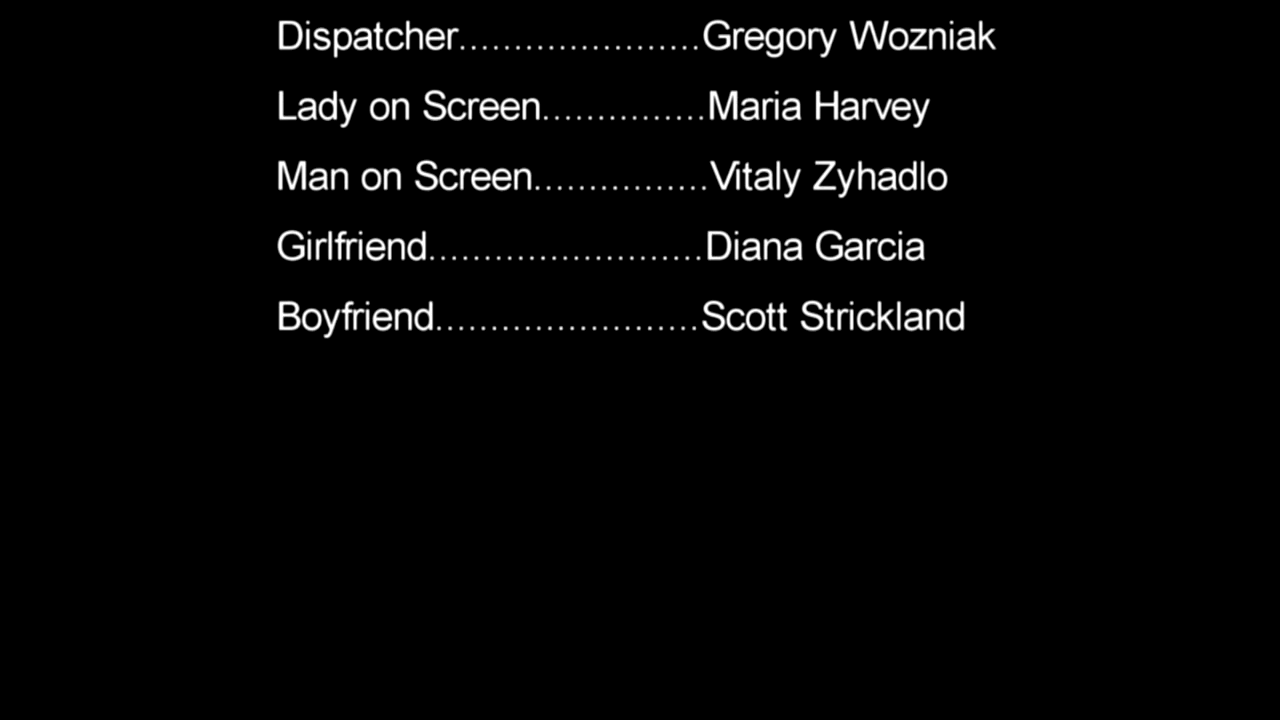 Dispatcher......................Gregory Wozniak
Lady on Screen...............Maria Harvey
Man on Screen................Vitaly Zyhadlo
Girlfriend.........................Diana Garcia
Boyfriend........................Scott Strickland